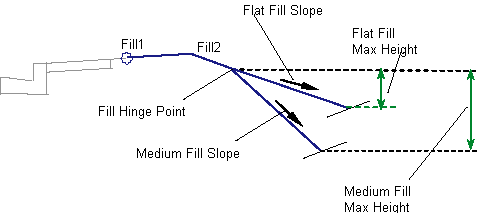 Flat Fill Slope
Flat Fill
Max Height
Fill1
Fill2
Fill Hinge Point
Medium Fill Slope
Medium Fill
Max Height